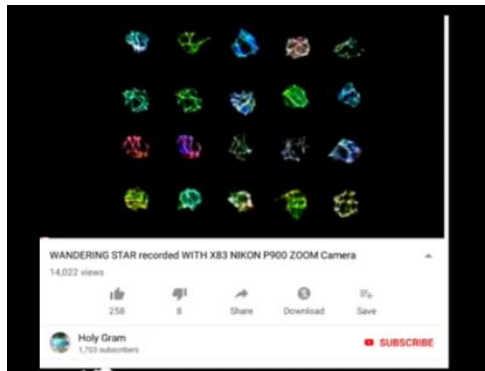 WANDERING STAR recorded WITH X83 NIKON P900 ZOOM Camera
14,022 views
258
8
Share
Download
Save
Holy Gram
1,703 subscribers
SUBSCRIBE